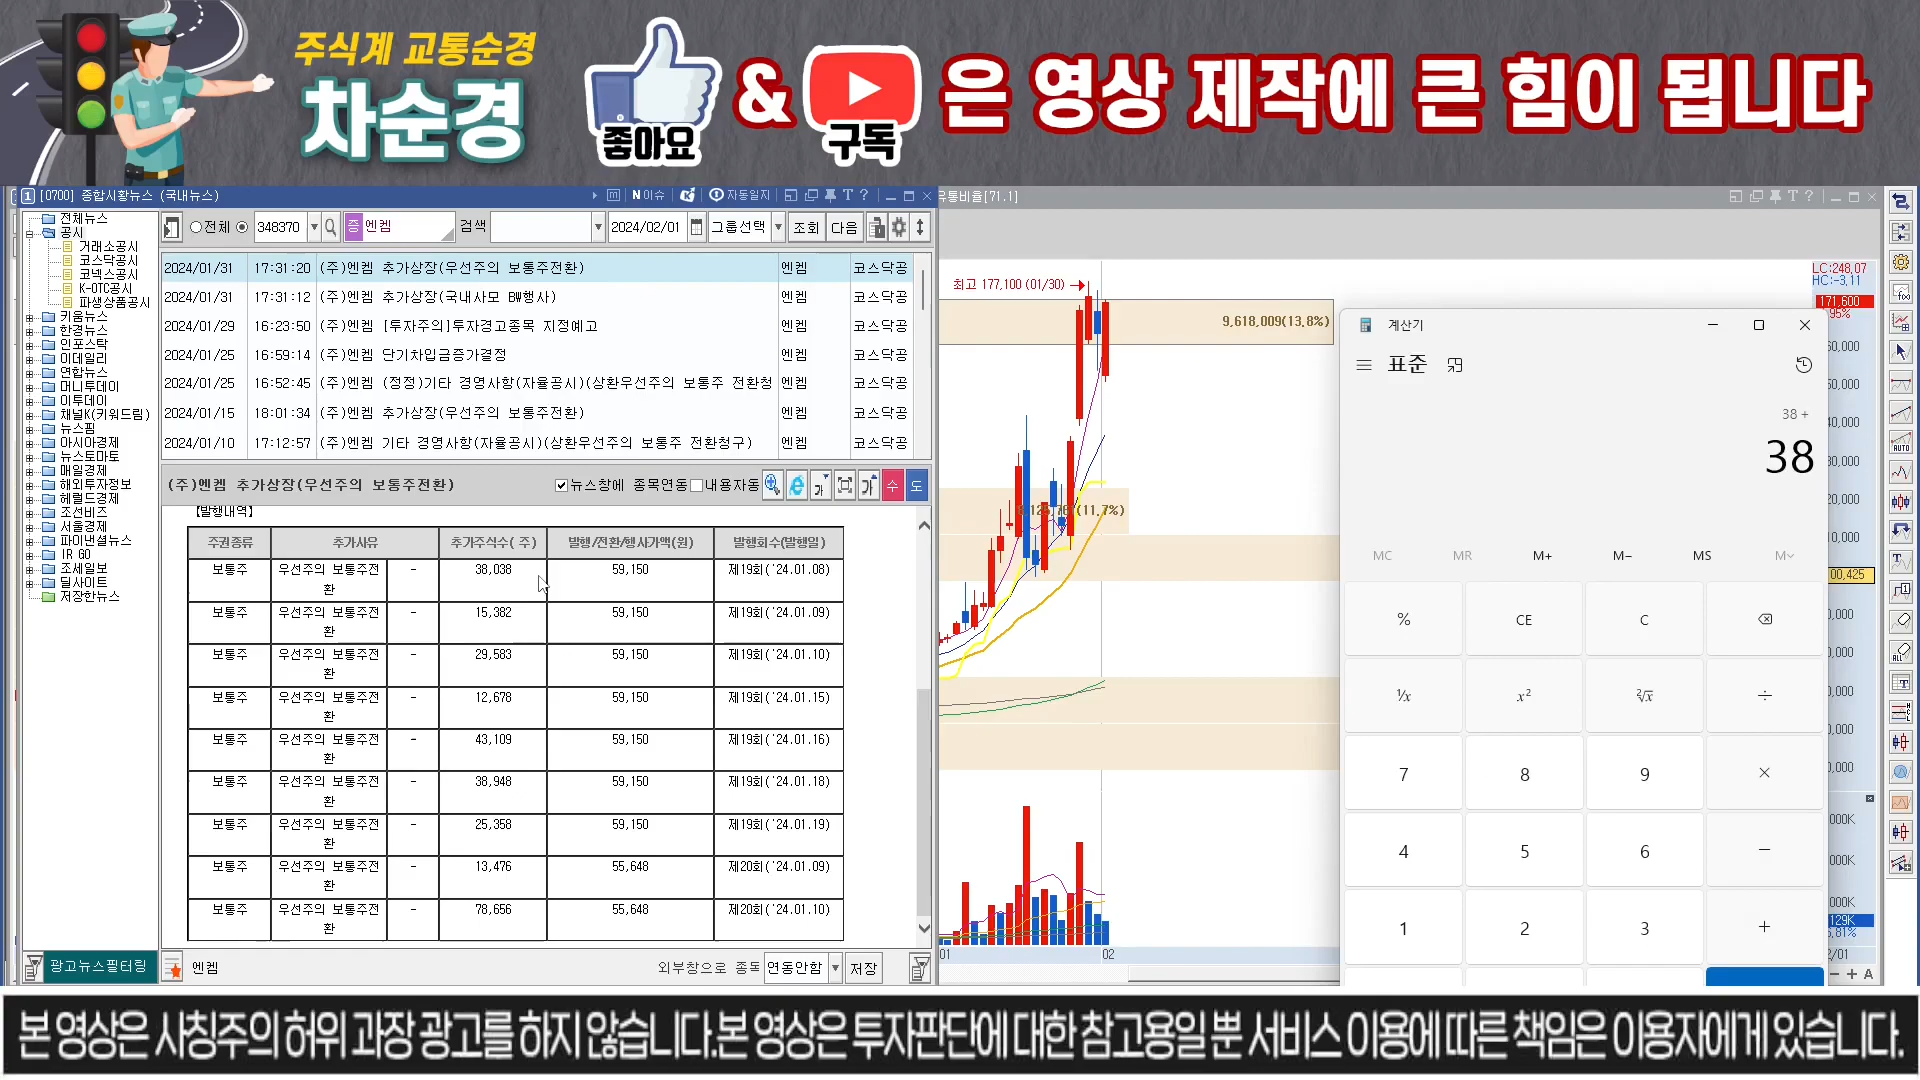 주식계 교통순경
차순경
좋아요
&
구독
은 영상 제작에 큰 힘이 됩니다
1 [0700] 종합시황뉴스 (국내뉴스)
N이슈
자동일지
T ?
유통비율[71.1]
T ?
전체뉴스
공시
거래소공시
코스닥공시
코넥스공시
K-OTC공시
파생상품공시
키움뉴스
한경뉴스
인포스탁
이데일리
연합뉴스
머니투데이
이투데이
채널K(키워드림)
뉴스핌
아시아경제
뉴스토마토
매일경제
해외투자정보
헤럴드경제
조선비즈
서울경제
파이낸셜뉴스
IR GO
조세일보
딜사이트
저장한뉴스
광고뉴스필터링
전체 348370 증 엔켐 검색 2024/02/01 그룹선택 조회 다음
2024/01/31 17:31:20 (주)엔켐 추가상장(우선주의 보통주전환) 엔켐 코스닥공
2024/01/31 17:31:12 (주)엔켐 추가상장(국내사모 BW행사) 엔켐 코스닥공
2024/01/29 16:23:50 (주)엔켐 [투자주의]투자경고종목 지정예고 엔켐 코스닥공
2024/01/25 16:59:14 (주)엔켐 단기차입금증가결정 엔켐 코스닥공
2024/01/25 16:52:45 (주)엔켐 (정정)기타 경영사항(자율공시)(상환우선주의 보통주 전환청 엔켐 코스닥공
2024/01/15 18:01:34 (주)엔켐 추가상장(우선주의 보통주전환) 엔켐 코스닥공
2024/01/10 17:12:57 (주)엔켐 기타 경영사항(자율공시)(상환우선주의 보통주 전환청구) 엔켐 코스닥공
(주)엔켐 추가상장(우선주의 보통주전환) 뉴스창에 종목연동 내용자동 수 도
【발행내역】
주권종류 추가사유 추가주식수( 주) 발행/전환/행사가액(원) 발행회수(발행일)
보통주 우선주의 보통주전환 - 38,038 59,150 제19회('24.01.08)
보통주 우선주의 보통주전환 - 15,382 59,150 제19회('24.01.09)
보통주 우선주의 보통주전환 - 29,583 59,150 제19회('24.01.10)
보통주 우선주의 보통주전환 - 12,678 59,150 제19회('24.01.15)
보통주 우선주의 보통주전환 - 43,109 59,150 제19회('24.01.16)
보통주 우선주의 보통주전환 - 38,948 59,150 제19회('24.01.18)
보통주 우선주의 보통주전환 - 25,358 59,150 제19회('24.01.19)
보통주 우선주의 보통주전환 - 13,476 55,648 제20회('24.01.09)
보통주 우선주의 보통주전환 - 78,656 55,648 제20회('24.01.10)
엔켐 외부창으로 종목 연동안함 저장
최고 177,100 (01/30)
9,618,009(13,8%)
(11,7%)
01
02
LC:248,07
HC:-3,11
171,600
00,425
129K
계산기
표준
38 +
38
MC MR M+ M− MS M
% CE C
¹/x x² ²√x ÷
7 8 9 ×
4 5 6 −
1 2 3 +
본 영상은 사칭주의 허위 과장 광고를 하지 않습니다.본 영상은 투자판단에 대한 참고용일 뿐 서비스 이용에 따른 책임은 이용자에게 있습니다.